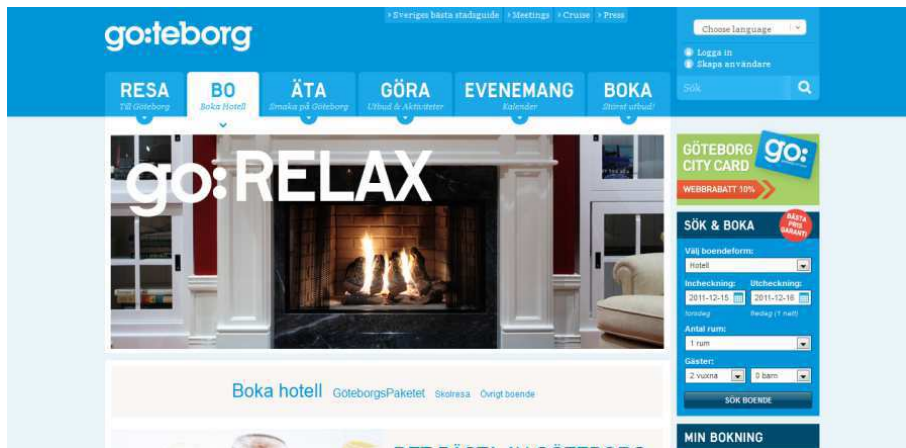 > Sveriges bästa stadsguide > Meetings > Cruise > Press
go:teborg
Choose language
Logga in
Skapa användare
Sök
RESA
Till Göteborg
BO
Boka Hotell
ÄTA
Smaka på Göteborg
GÖRA
Utbud & Aktiviteter
EVENEMANG
Kalender
BOKA
Störst utbud!
go:RELAX
GÖTEBORG
CITY CARD
go:
WEBBRABATT 10%
SÖK & BOKA
BÄSTA
PRIS
GARANTI
Välj boendeform:
Hotell
Incheckning: Utcheckning:
2011-12-15 2011-12-16
torsdag fredag (1 natt)
Antal rum:
1 rum
Gäster:
2 vuxna 0 barn
SÖK BOENDE
Boka hotell GöteborgsPaketet Skolresa Övrigt boende
MIN BOKNING